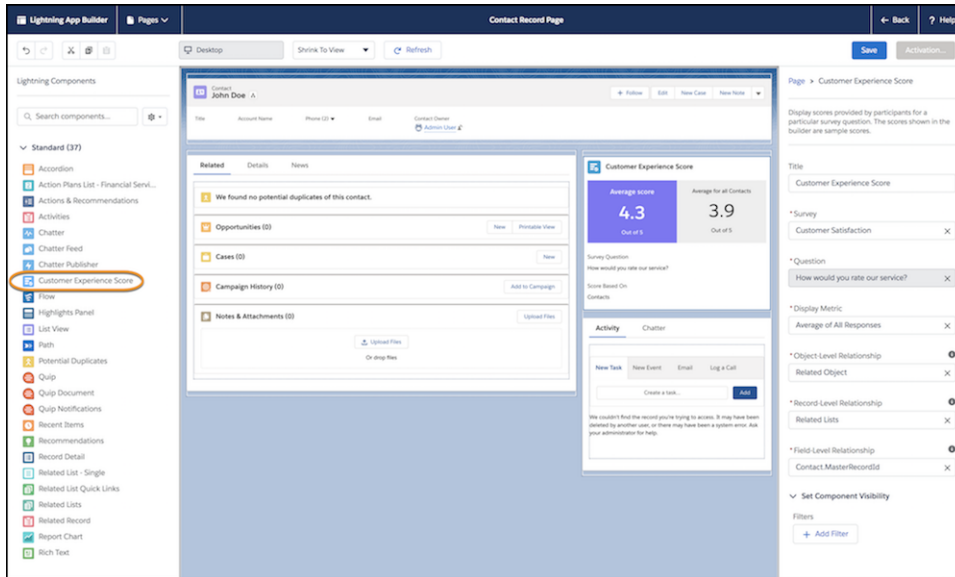 Lightning App Builder
Pages
Contact Record Page
Back
? Help
Desktop
Shrink To View
Refresh
Save
Activation...
Lightning Components
Search components...
Standard (37)
Accordion
Action Plans List - Financial Servi...
Actions & Recommendations
Activities
Chatter
Chatter Feed
Chatter Publisher
Customer Experience Score
Flow
Highlights Panel
List View
Path
Potential Duplicates
Quip
Quip Document
Quip Notifications
Recent Items
Recommendations
Record Detail
Related List - Single
Related List Quick Links
Related Lists
Related Record
Report Chart
Rich Text
Contact
John Doe
+ Follow
Edit
New Case
New Note
Title
Account Name
Phone (2)
Email
Contact Owner
Admin User
Related
Details
News
We found no potential duplicates of this contact.
Opportunities (0)
New
Printable View
Cases (0)
New
Campaign History (0)
Add to Campaign
Notes & Attachments (0)
Upload Files
Upload Files
Or drop files
Customer Experience Score
Average score
4.3
Out of 5
Average for all Contacts
3.9
Out of 5
Survey Question
How would you rate our service?
Score Based On
Contacts
Activity
Chatter
New Task
New Event
Email
Log a Call
Create a task...
Add
We couldn't find the record you're trying to access. It may have been
deleted by another user, or there may have been a system error. Ask
your administrator for help.
Page > Customer Experience Score
Display scores provided by participants for a
particular survey question. The scores shown in the
builder are sample scores.
Title
Customer Experience Score
*Survey
Customer Satisfaction
*Question
How would you rate our service?
*Display Metric
Average of All Responses
*Object-Level Relationship
Related Object
*Record-Level Relationship
Related Lists
*Field-Level Relationship
Contact.MasterRecordId
Set Component Visibility
Filters
+ Add Filter